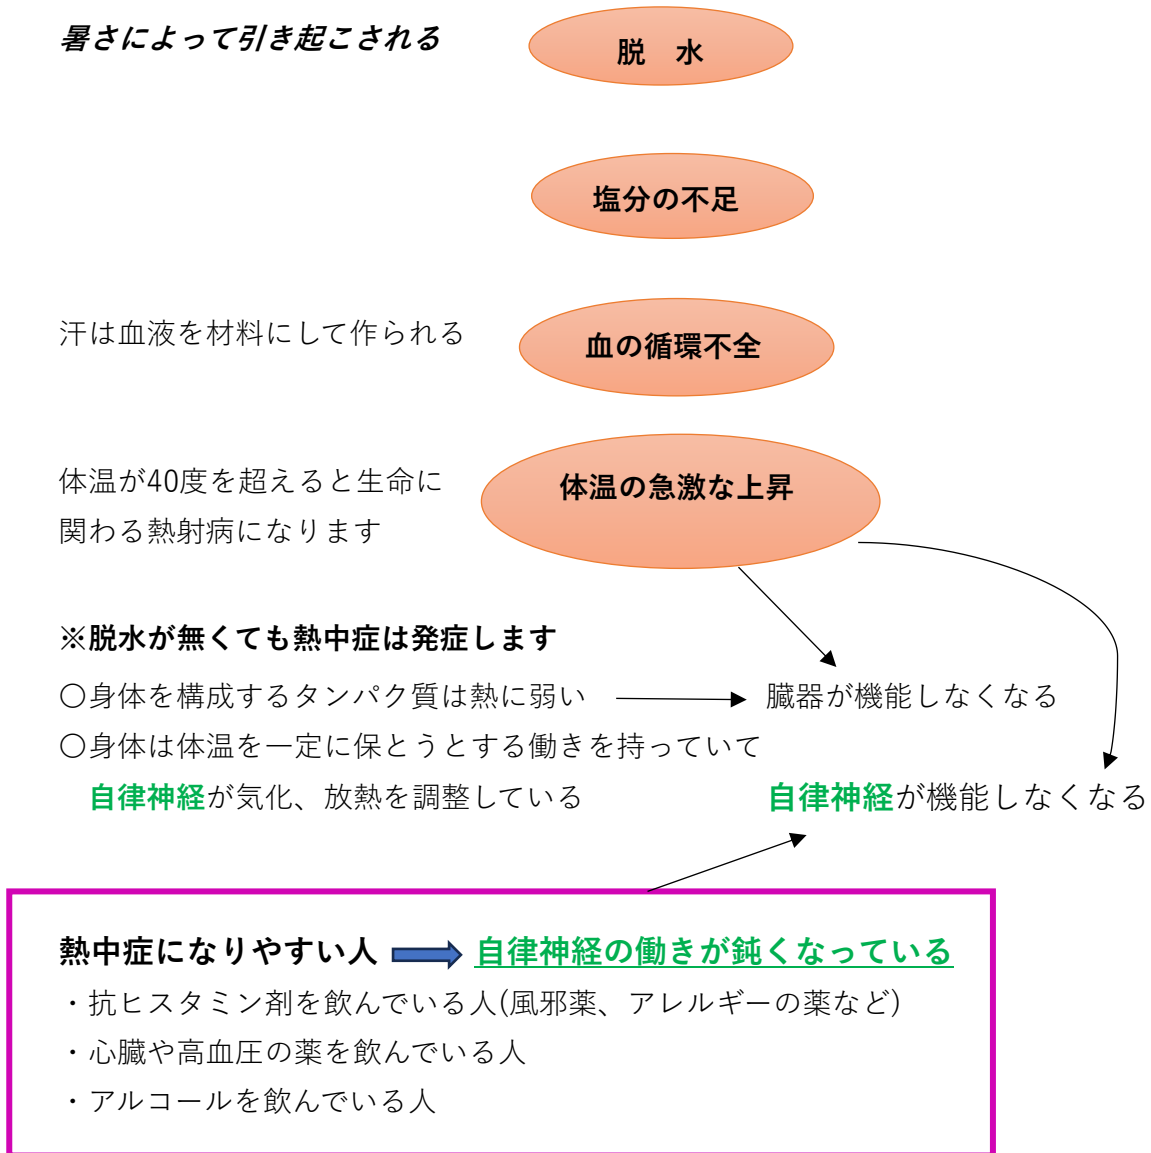 暑さによって引き起こされる
脱　水
塩分の不足
汗は血液を材料にして作られる
血の循環不全
体温が40度を超えると生命に
関わる熱射病になります
体温の急激な上昇
※脱水が無くても熱中症は発症します
〇身体を構成するタンパク質は熱に弱い
臓器が機能しなくなる
〇身体は体温を一定に保とうとする働きを持っていて
自律神経が気化、放熱を調整している
自律神経が機能しなくなる
熱中症になりやすい人
自律神経の働きが鈍くなっている
・抗ヒスタミン剤を飲んでいる人(風邪薬、アレルギーの薬など)
・心臓や高血圧の薬を飲んでいる人
・アルコールを飲んでいる人